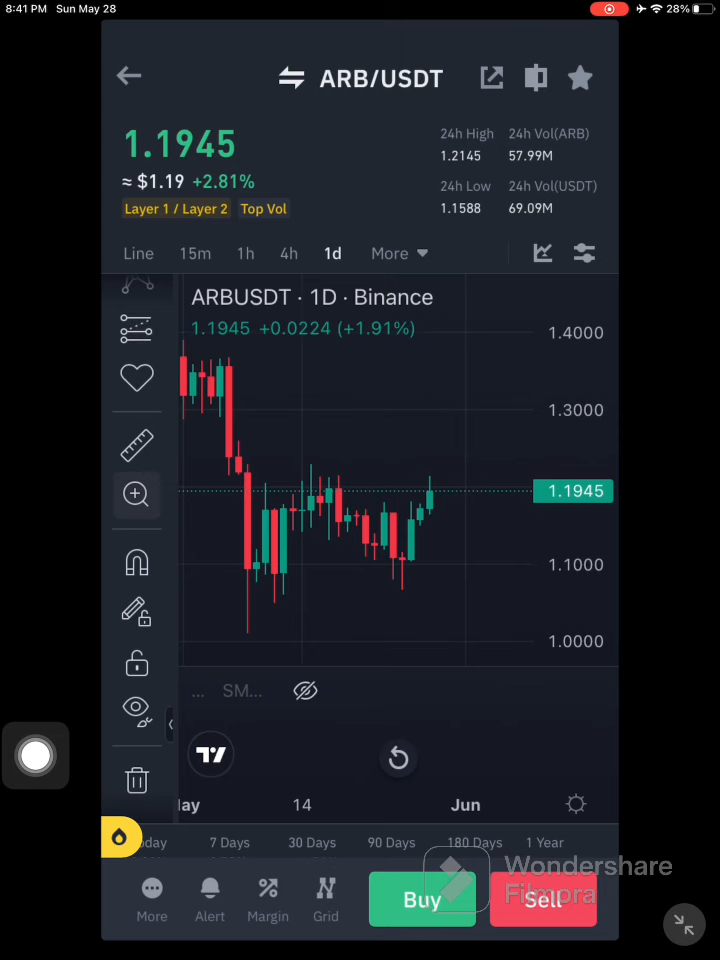 8:41 PM Sun May 28
28%
ARB/USDT
1.1945
≈ $1.19 +2.81%
Layer 1 / Layer 2 Top Vol
24h High 24h Vol(ARB)
1.2145 57.99M
24h Low 24h Vol(USDT)
1.1588 69.09M
Line 15m 1h 4h 1d More
ARBUSDT · 1D · Binance
1.1945 +0.0224 (+1.91%)
1.4000
1.3000
1.1945
1.1000
1.0000
... SM...
lay 14 Jun
oday 7 Days 30 Days 90 Days 180 Days 1 Year
Wondershare
Filmora
More Alert Margin Grid Buy Sell